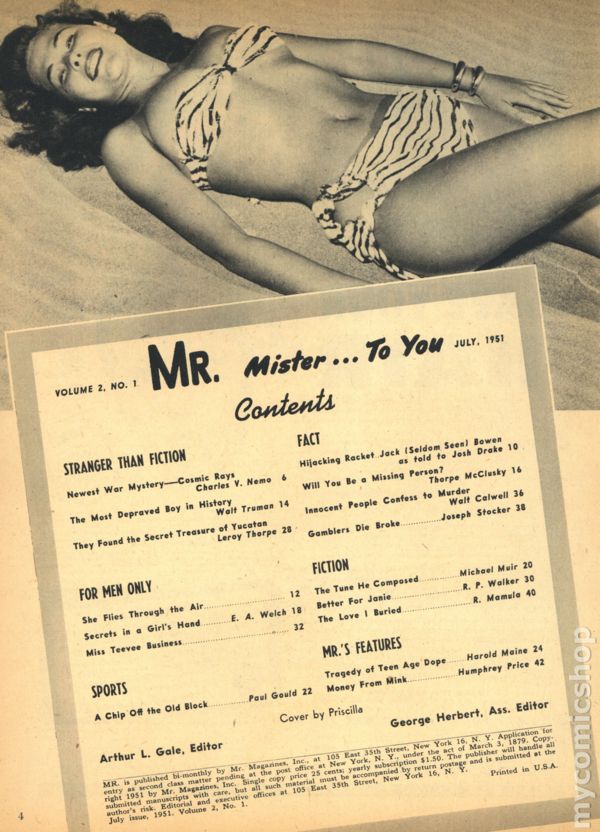 VOLUME 2, NO. 1 MR. Mister ... To You JULY, 1951
Contents
STRANGER THAN FICTION
Newest War Mystery—Cosmic Rays
Charles V. Nemo 6
The Most Depraved Boy in History
Walt Truman 14
They Found the Secret Treasure of Yucatan
Leroy Thorpe 28
FOR MEN ONLY
She Flies Through the Air.......................12
Secrets in a Girl's Hand........E. A. Welch 18
Miss Teevee Business..............................32
SPORTS
A Chip Off the Old Block...........Paul Gould 22
FACT
Hijacking Racket..Jack (Seldom Seen) Bowen
as told to Josh Drake 10
Will You Be a Missing Person?
Thorpe McClusky 16
Innocent People Confess to Murder
Walt Calwell 36
Gamblers Die Broke.................Joseph Stocker 38
FICTION
The Tune He Composed.............Michael Muir 20
Better For Janie........................R. P. Walker 30
The Love I Buried.......................R. Mamula 40
MR.'S FEATURES
Tragedy of Teen Age Dope......Harold Maine 24
Money From Mink...............Humphrey Price 42
Cover by Priscilla
Arthur L. Gale, Editor
George Herbert, Ass. Editor
MR. is published bi-monthly by Mr. Magazines, Inc., at 105 East 35th Street, New York 16, N. Y. Application for
entry as second class matter pending at the post office at New York, N. Y., under the act of March 3, 1879. Copy-
right 1951 by Mr. Magazines, Inc. Single copy price 25 cents; yearly subscription $1.50. The publisher will handle all
submitted manuscripts with care, but all such material must be accompanied by return postage and is submitted at the
author's risk. Editorial and executive offices at 105 East 35th Street, New York 16, N. Y.
July issue, 1951. Volume 2, No. 1.
Printed in U.S.A.
4
mycomicshop